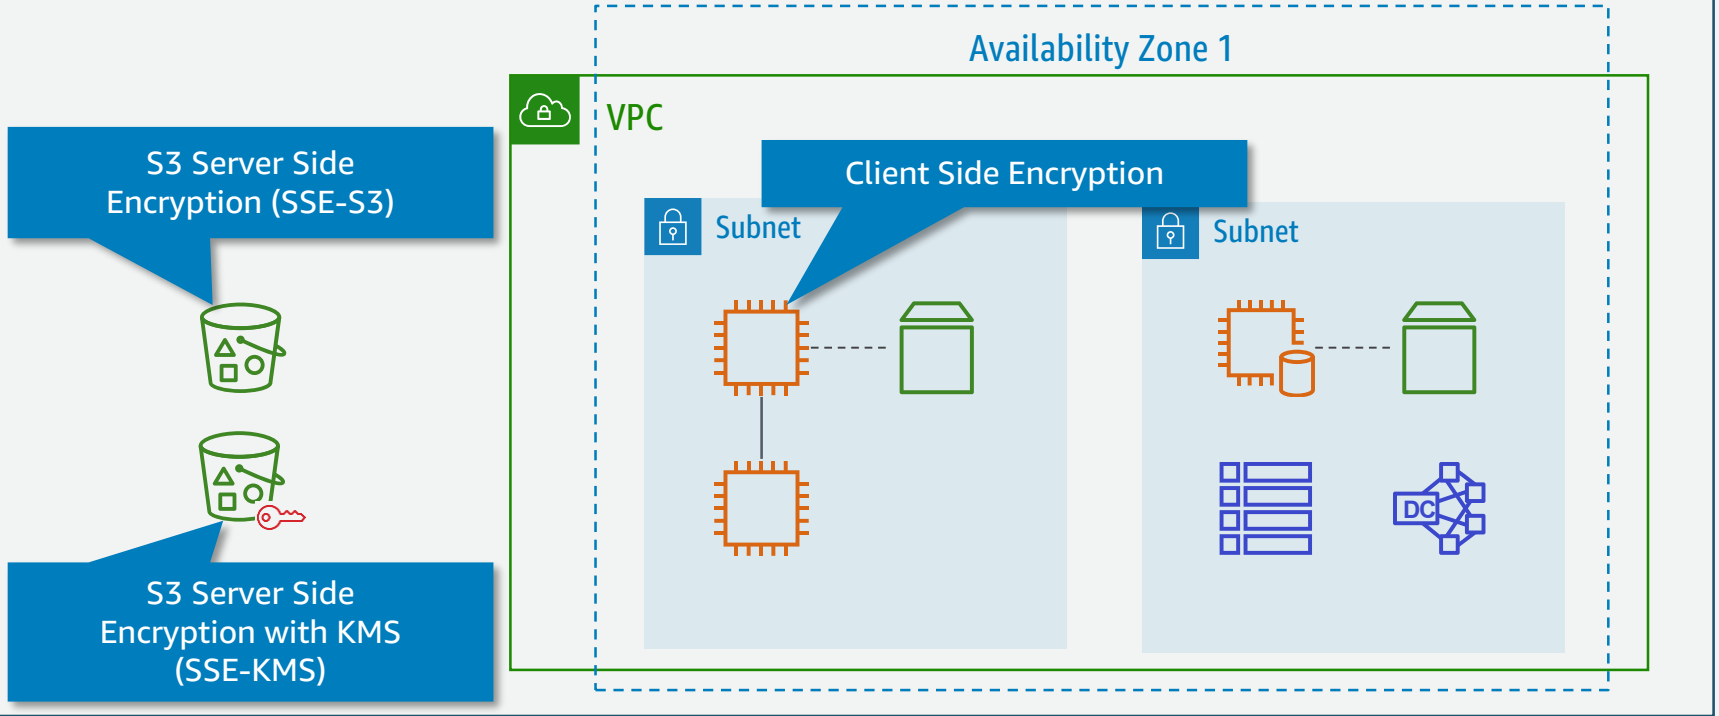 Availability Zone 1
VPC
S3 Server Side
Encryption (SSE-S3)
Client Side Encryption
Subnet
Subnet
DC
S3 Server Side
Encryption with KMS
(SSE-KMS)